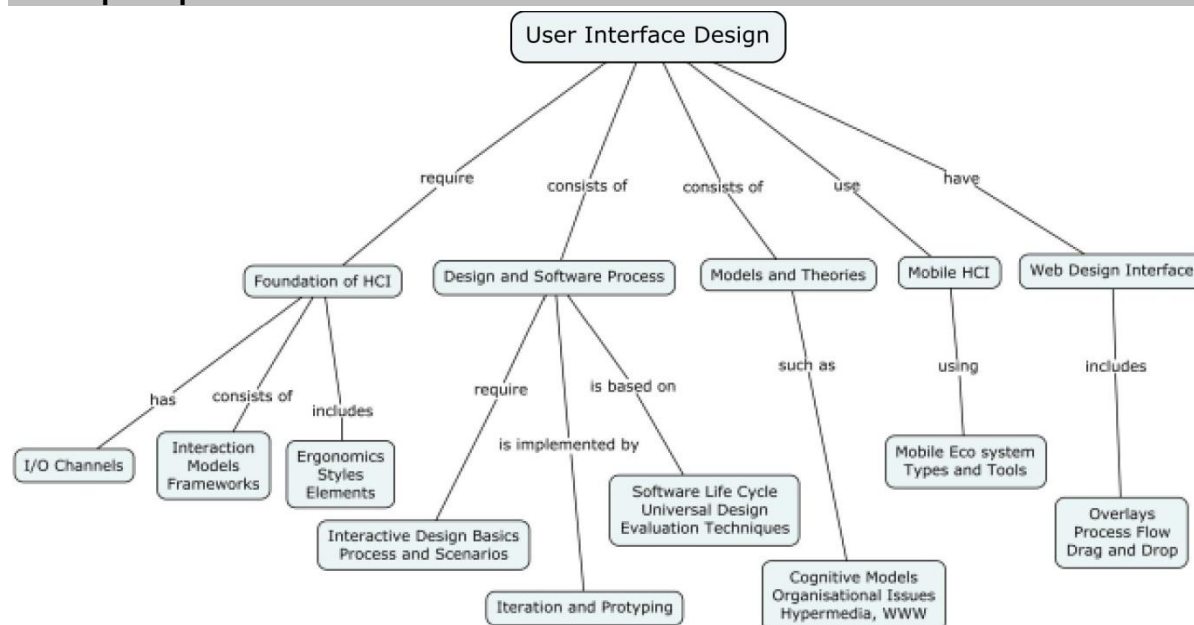 User Interface Design
require
consists of
consists of
use
have
Foundation of HCI
Design and Software Process
Models and Theories
Mobile HCI
Web Design Interface
has
consists of
includes
require
is implemented by
is based on
such as
using
includes
I/O Channels
Interaction
Models
Frameworks
Ergonomics
Styles
Elements
Interactive Design Basics
Process and Scenarios
Iteration and Protyping
Software Life Cycle
Universal Design
Evaluation Techniques
Cognitive Models
Organisational Issues
Hypermedia, WWW
Mobile Eco system
Types and Tools
Overlays
Process Flow
Drag and Drop